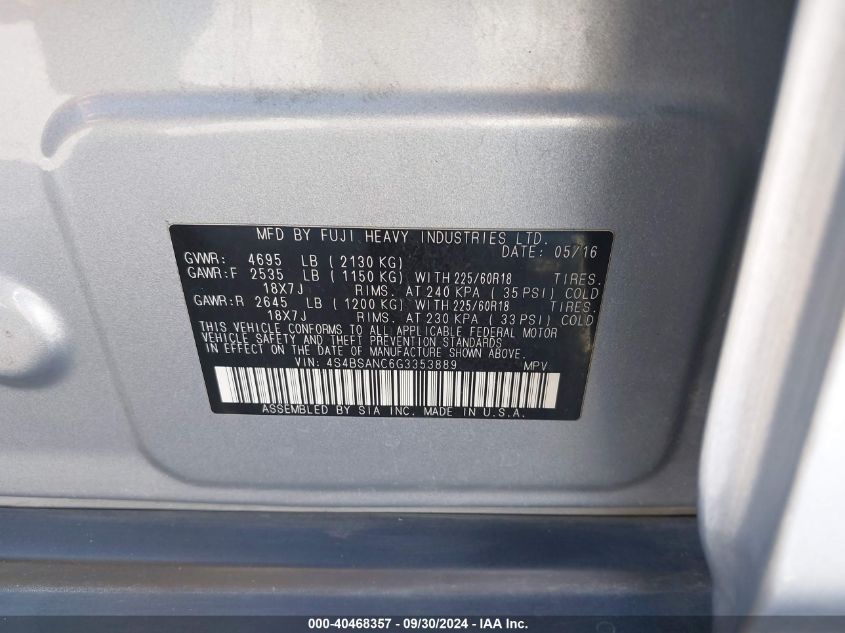 MFD BY FUJI HEAVY INDUSTRIES LTD.
DATE: 05/16
GVWR: 4695 LB ( 2130 KG)
GAWR:F 2535 LB ( 1150 KG) WITH 225/60R18 TIRES.
18X7J RIMS. AT 240 KPA ( 35 PSI) COLD
GAWR:R 2645 LB ( 1200 KG) WITH 225/60R18 TIRES.
18X7J RIMS. AT 230 KPA ( 33 PSI) COLD
THIS VEHICLE CONFORMS TO ALL APPLICABLE FEDERAL MOTOR
VEHICLE SAFETY AND THEFT PREVENTION STANDARDS
IN EFFECT ON THE DATE OF MANUFACTURE SHOWN ABOVE.
VIN: 4S4BSANC6G3353889 MPV
ASSEMBLED BY SIA INC. MADE IN U.S.A.
000-40468357 - 09/30/2024 - IAA Inc.